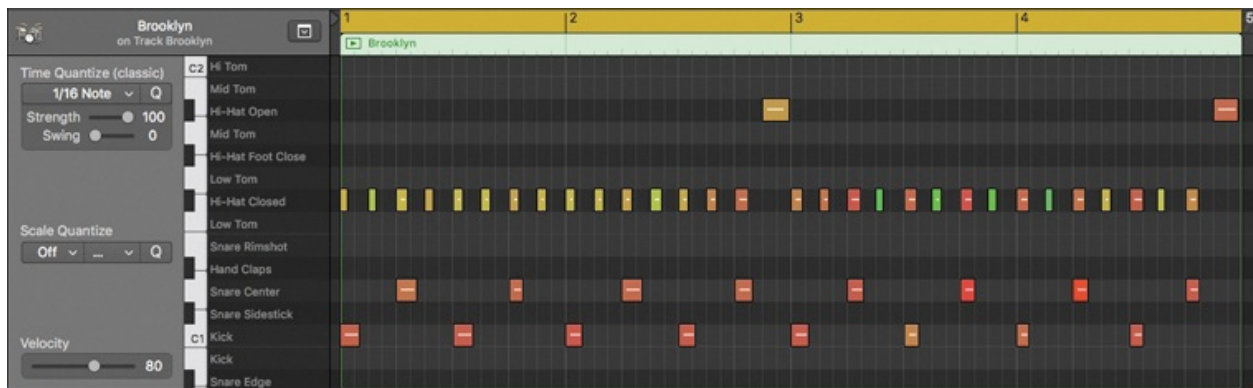 Brooklyn
on Track Brooklyn
1 2 3 4 5
Brooklyn
Time Quantize (classic)
1/16 Note Q
Strength 100
Swing 0
Scale Quantize
Off ... Q
Velocity
80
C2 Hi Tom
Mid Tom
Hi-Hat Open
Mid Tom
Hi-Hat Foot Close
Low Tom
Hi-Hat Closed
Low Tom
Snare Rimshot
Hand Claps
Snare Center
Snare Sidestick
C1 Kick
Kick
Snare Edge